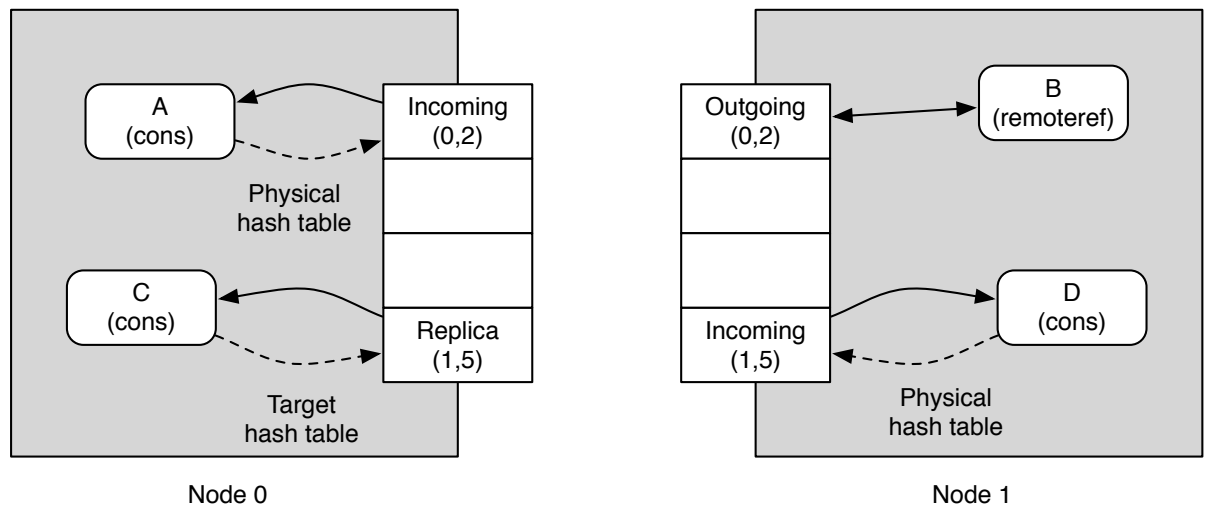 A
(cons)
Incoming
(0,2)
Physical
hash table
C
(cons)
Replica
(1,5)
Target
hash table
Node 0
Outgoing
(0,2)
B
(remoteref)
Incoming
(1,5)
D
(cons)
Physical
hash table
Node 1